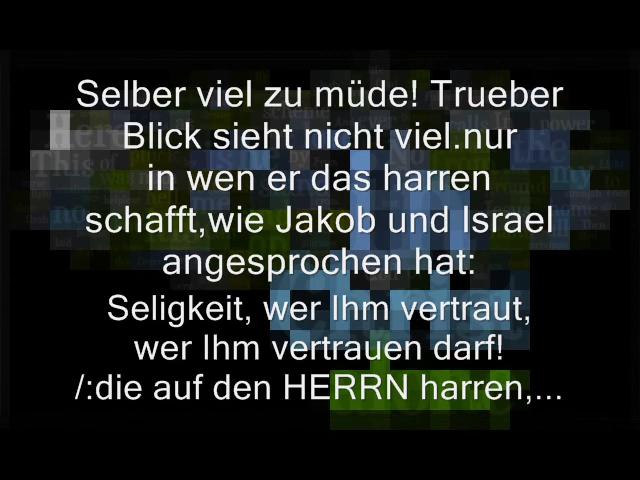 Selber viel zu müde! Trueber
Blick sieht nicht viel.nur
in wen er das harren
schafft,wie Jakob und Israel
angesprochen hat:
Seligkeit, wer Ihm vertraut,
wer Ihm vertrauen darf!
/:die auf den HERRN harren,...